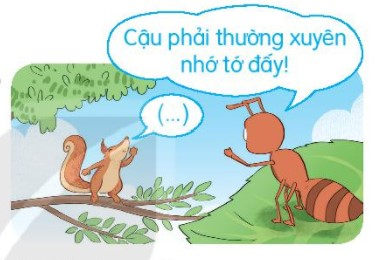 Cậu phải thường xuyên
nhớ tớ đấy!
(...)